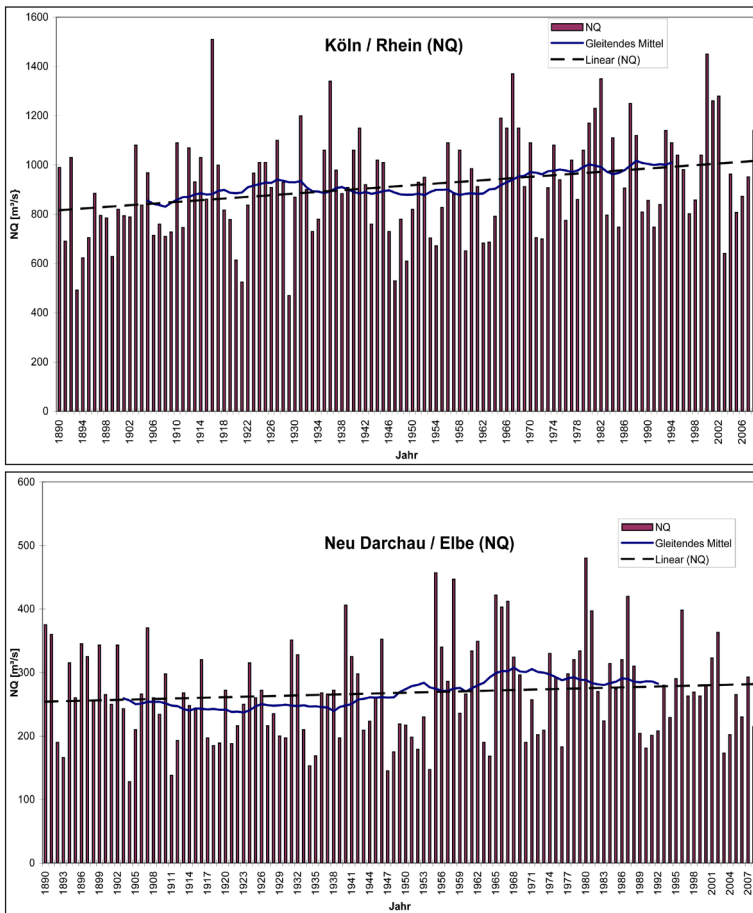 Köln / Rhein (NQ)
NQ
Gleitendes Mittel
Linear (NQ)
NQ [m³/s}
1600
1400
1200
1000
800
600
400
200
0
1890 1894 1898 1902 1906 1910 1914 1918 1922 1926 1930 1934 1938 1942 1946 1950 1954 1958 1962 1966 1970 1974 1978 1982 1986 1990 1994 1998 2002 2006
Jahr
Neu Darchau / Elbe (NQ)
NQ
Gleitendes Mittel
Linear (NQ)
NQ [m³/s]
600
500
400
300
200
100
0
1890 1893 1896 1899 1902 1905 1908 1911 1914 1917 1920 1923 1926 1929 1932 1935 1938 1941 1944 1947 1950 1953 1956 1959 1962 1965 1968 1971 1974 1977 1980 1983 1986 1989 1992 1995 1998 2001 2004 2007
Jahr